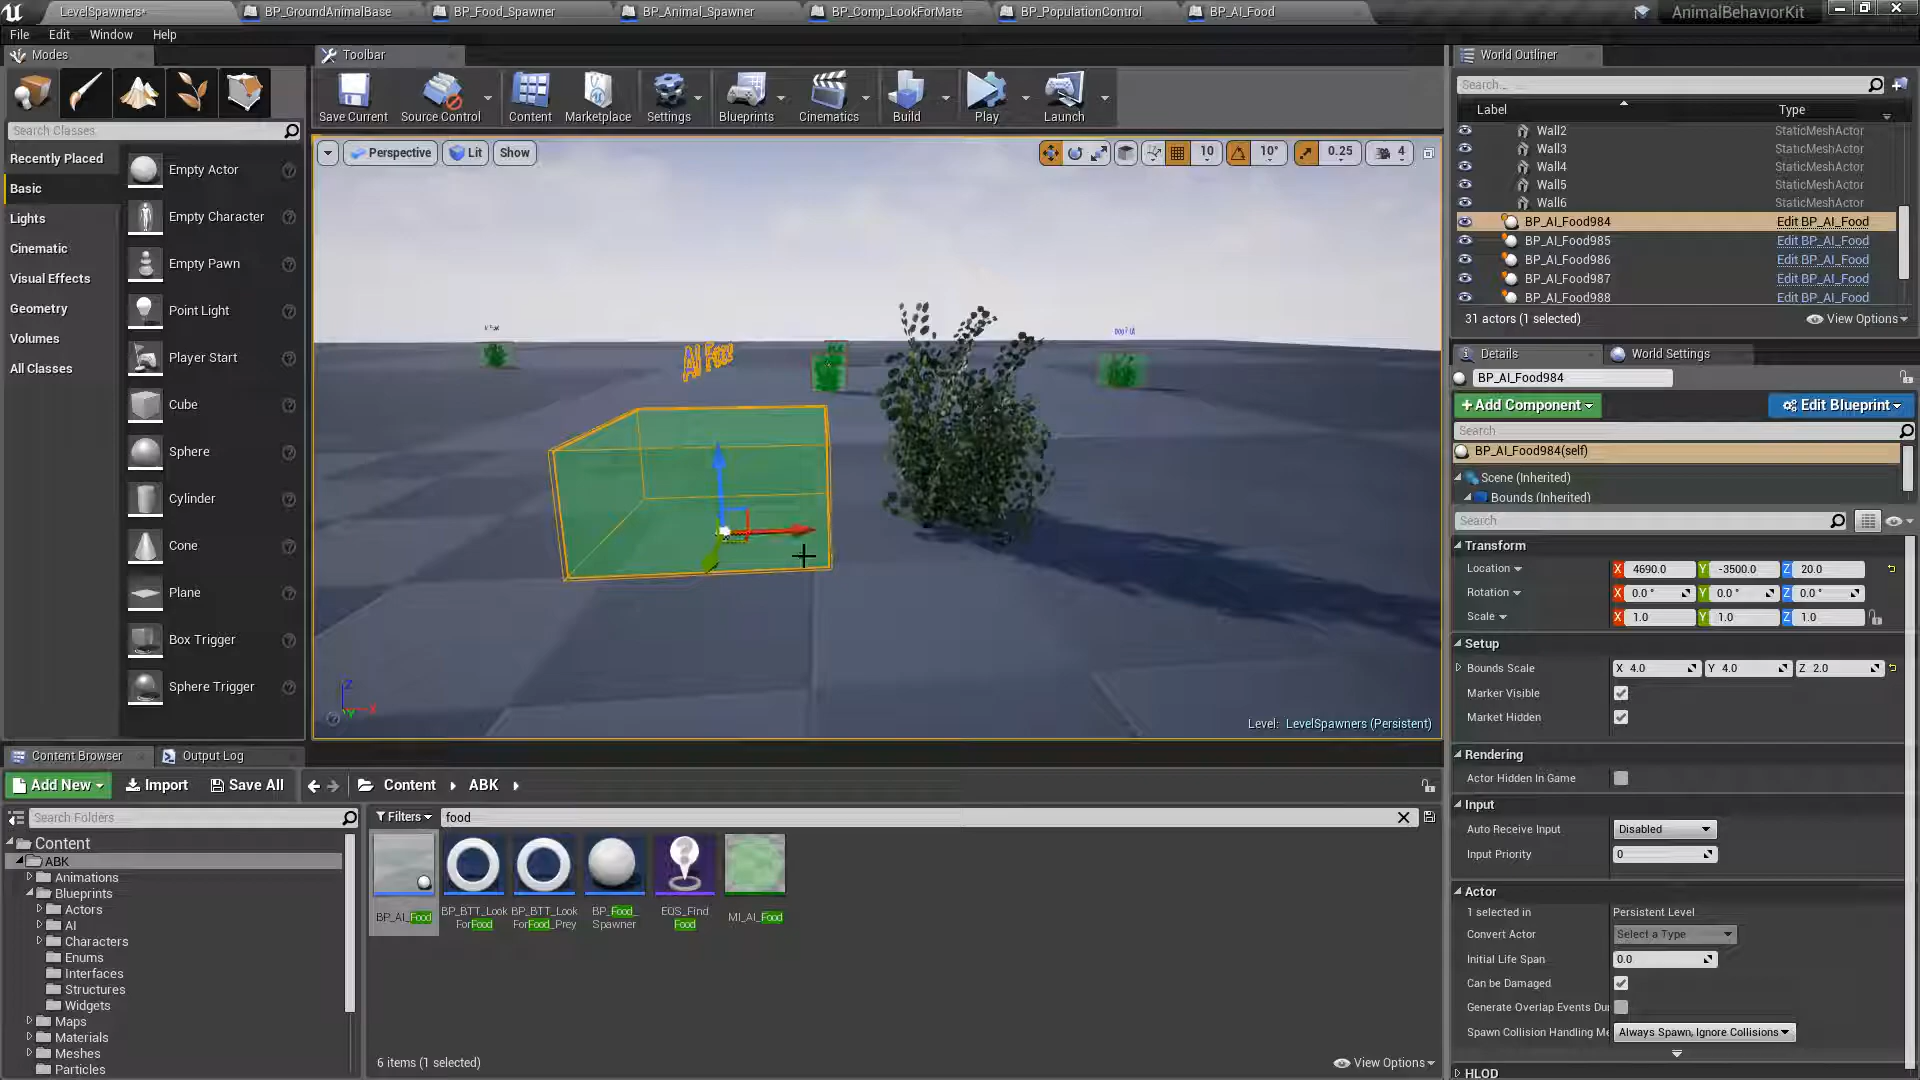 LevelSpawners*
BP_GroundAnimalBase
BP_Food_Spawner
BP_Animal_Spawner
BP_Comp_LookForMate
BP_PopulationControl
BP_AI_Food
AnimalBehaviorKit
File
Edit
Window
Help
Modes
Toolbar
World Outliner
Save Current
Source Control
Content
Marketplace
Settings
Blueprints
Cinematics
Build
Play
Launch
Search Classes
Recently Placed
Basic
Lights
Cinematic
Visual Effects
Geometry
Volumes
All Classes
Empty Actor
Empty Character
Empty Pawn
Point Light
Player Start
Cube
Sphere
Cylinder
Cone
Plane
Box Trigger
Sphere Trigger
Perspective
Lit
Show
10
10°
0.25
4
AI Food
Z
X
Y
Level: LevelSpawners (Persistent)
Search...
Label
Type
Wall2 StaticMeshActor
Wall3 StaticMeshActor
Wall4 StaticMeshActor
Wall5 StaticMeshActor
Wall6 StaticMeshActor
BP_AI_Food984 Edit BP_AI_Food
BP_AI_Food985 Edit BP_AI_Food
BP_AI_Food986 Edit BP_AI_Food
BP_AI_Food987 Edit BP_AI_Food
BP_AI_Food988 Edit BP_AI_Food
31 actors (1 selected)
View Options
Details
World Settings
BP_AI_Food984
+Add Component
Edit Blueprint
Search
BP_AI_Food984(self)
Scene (Inherited)
Bounds (Inherited)
Search
Transform
Location X 4690.0 Y -3500.0 Z 20.0
Rotation X 0.0 ° Y 0.0 ° Z 0.0 °
Scale X 1.0 Y 1.0 Z 1.0
Setup
Bounds Scale X 4.0 Y 4.0 Z 2.0
Marker Visible
Market Hidden
Rendering
Actor Hidden In Game
Input
Auto Receive Input Disabled
Input Priority 0
Actor
1 selected in Persistent Level
Convert Actor Select a Type
Initial Life Span 0.0
Can be Damaged
Generate Overlap Events Du
Spawn Collision Handling Me Always Spawn, Ignore Collisions
HLOD
Content Browser
Output Log
Add New
Import
Save All
Content
ABK
Search Folders
Filters
food
Content
ABK
Animations
Blueprints
Actors
AI
Characters
Enums
Interfaces
Structures
Widgets
Maps
Materials
Meshes
Particles
BP_AI_Food
BP_BTT_Look
ForFood
BP_BTT_Look
ForFood_Prey
BP_Food_
Spawner
EQS_Find
Food
MI_AI_Food
6 items (1 selected)
View Options